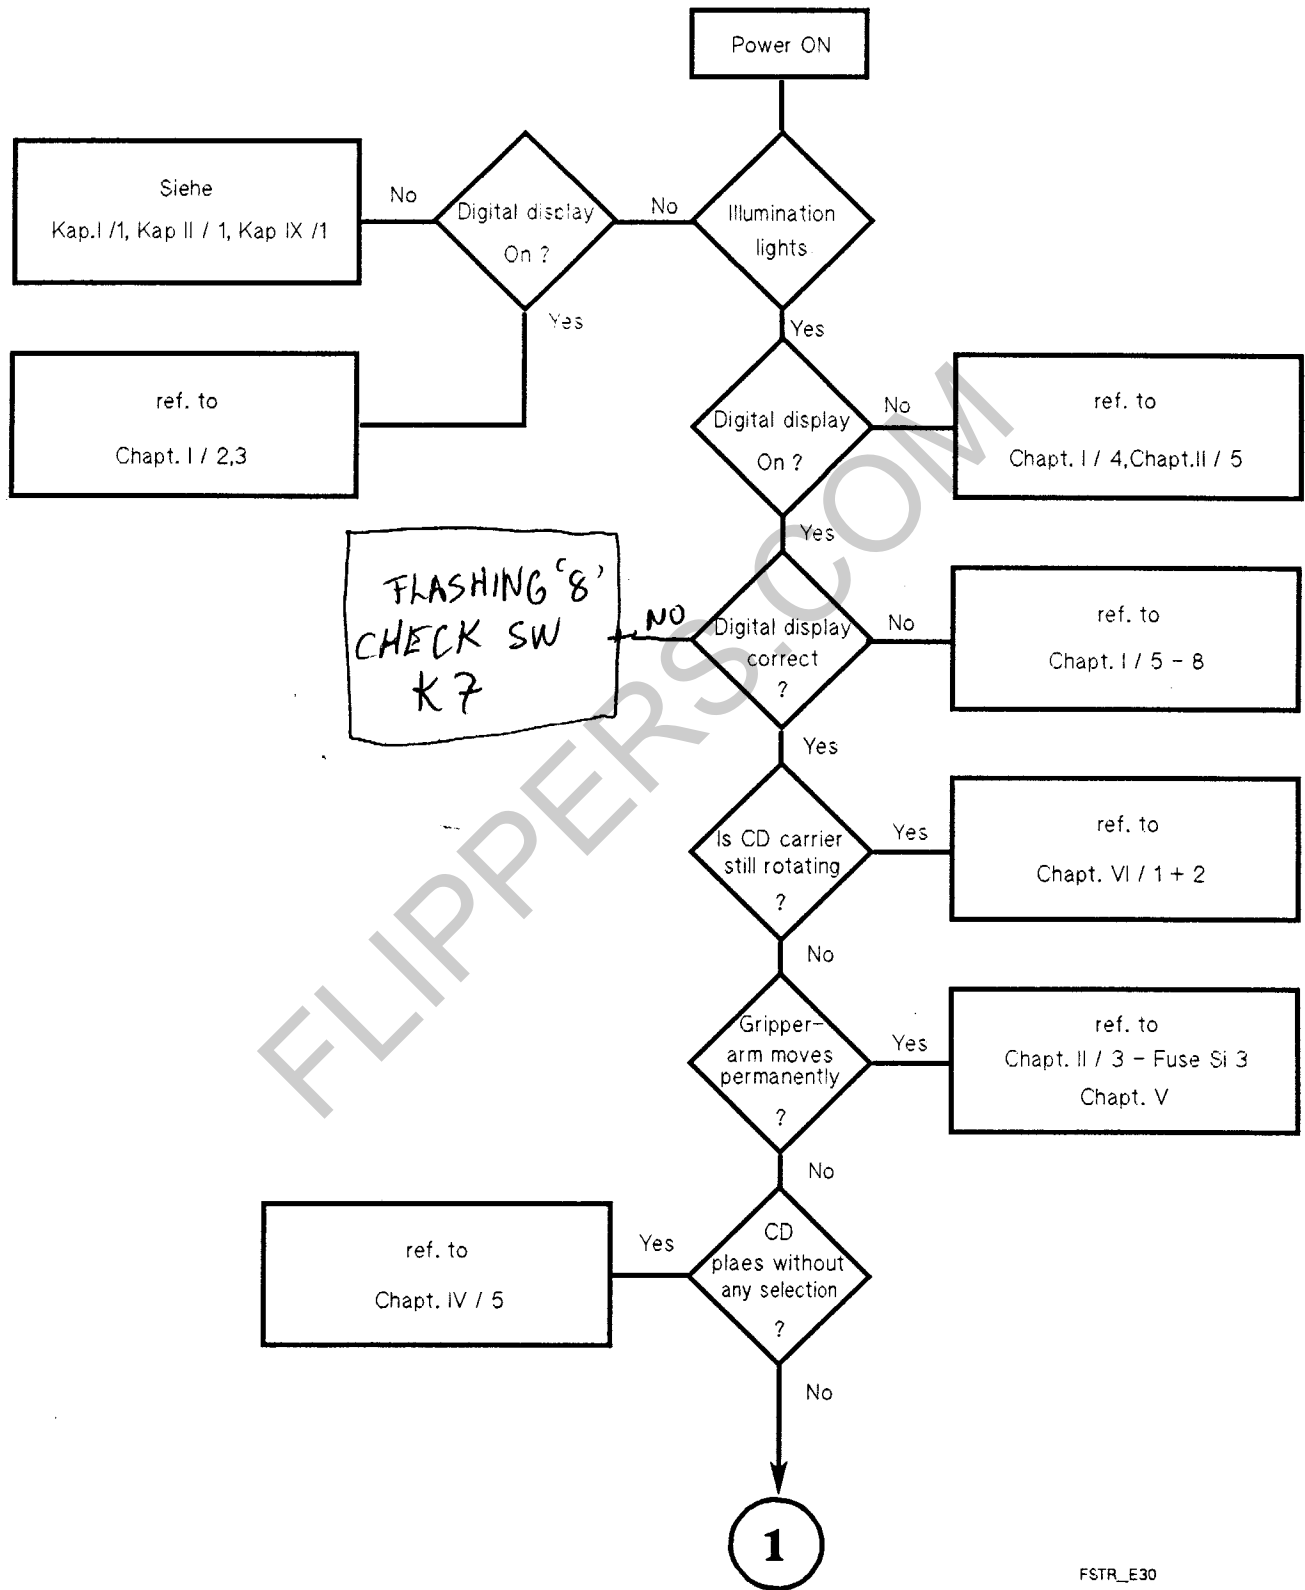 Power ON
Illumination
lights
No
Digital display
On ?
No
Siehe
Kap.I /1, Kap II / 1, Kap IX /1
Yes
ref. to
Chapt. I / 2,3
Yes
Digital display
On ?
No
ref. to
Chapt. I / 4,Chapt.II / 5
Yes
Digital display
correct
?
NO
FLASHING '8'
CHECK SW
K7
No
ref. to
Chapt. I / 5 - 8
Yes
Is CD carrier
still rotating
?
Yes
ref. to
Chapt. VI / 1 + 2
No
Gripper-
arm moves
permanently
?
Yes
ref. to
Chapt. II / 3 - Fuse Si 3
Chapt. V
No
CD
plaes without
any selection
?
Yes
ref. to
Chapt. IV / 5
No
1
FSTR_E30
FLIPPERS.COM